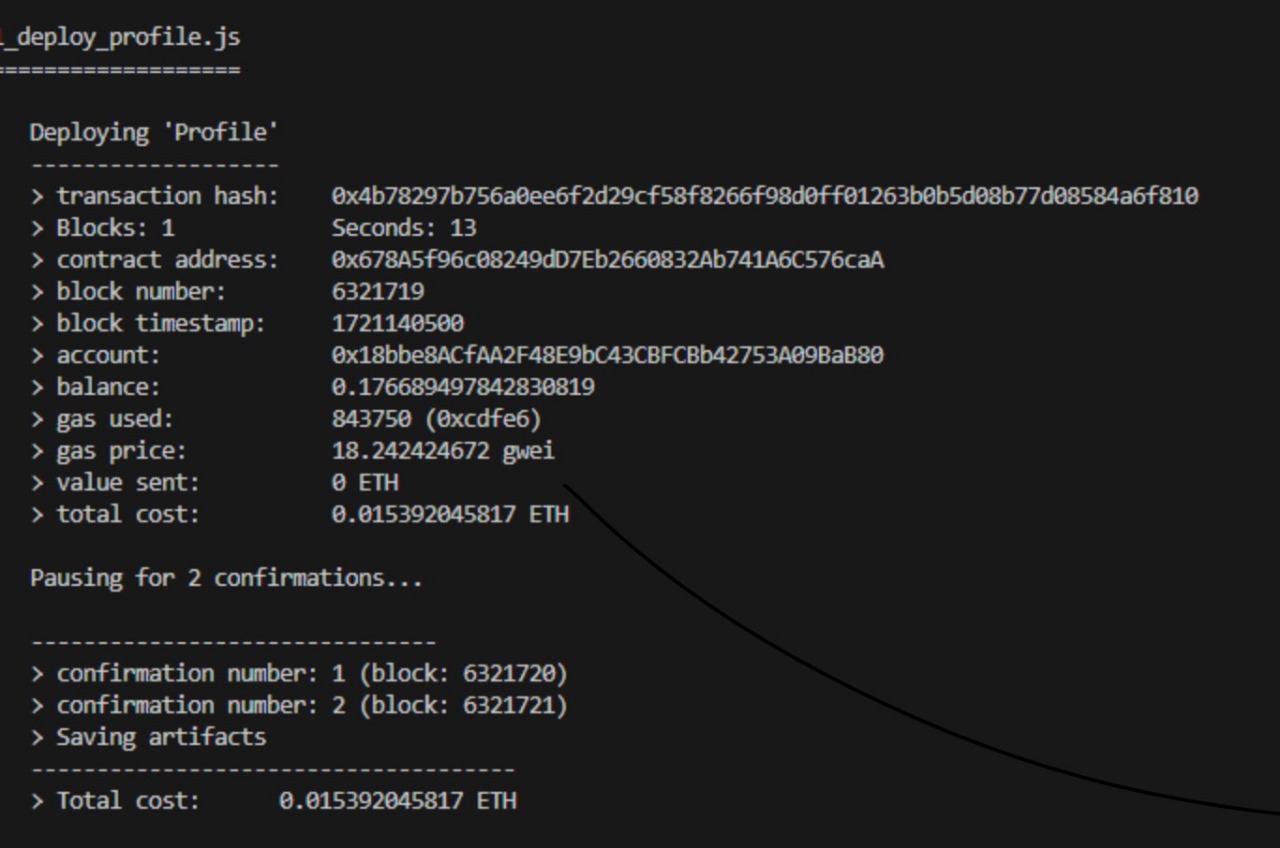 1_deploy_profile.js
===================
Deploying 'Profile'
-------------------
> transaction hash: 0x4b78297b756a0ee6f2d29cf58f8266f98d0ff01263b0b5d08b77d08584a6f810
> Blocks: 1 Seconds: 13
> contract address: 0x678A5f96c08249dD7Eb2660832Ab741A6C576caA
> block number: 6321719
> block timestamp: 1721140500
> account: 0x18bbe8ACfAA2F48E9bC43CBFCBb42753A09BaB80
> balance: 0.176689497842830819
> gas used: 843750 (0xcdfe6)
> gas price: 18.242424672 gwei
> value sent: 0 ETH
> total cost: 0.015392045817 ETH
Pausing for 2 confirmations...
-------------------------------
> confirmation number: 1 (block: 6321720)
> confirmation number: 2 (block: 6321721)
> Saving artifacts
-------------------------------------
> Total cost: 0.015392045817 ETH